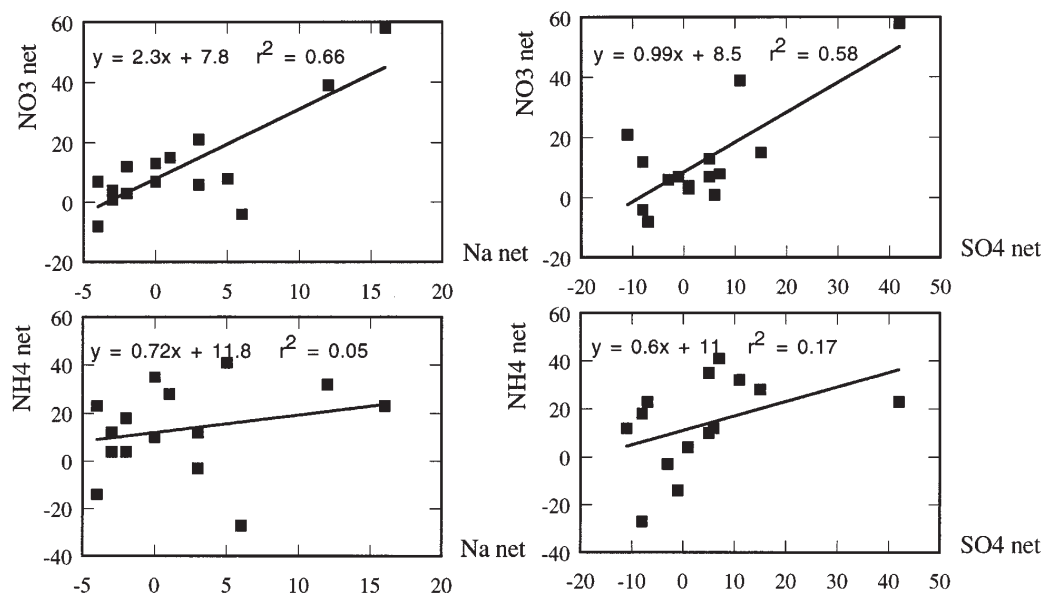 60
40
20
0
-20
NO3 net
y = 2.3x + 7.8 r2 = 0.66
-5 0 5 10 15 20
Na net
60
40
20
0
-20
NO3 net
y = 0.99x + 8.5 r2 = 0.58
-20 -10 0 10 20 30 40 50
SO4 net
60
40
20
0
-20
-40
NH4 net
y = 0.72x + 11.8 r2 = 0.05
-5 0 5 10 15 20
Na net
60
40
20
0
-20
-40
NH4 net
y = 0.6x + 11 r2 = 0.17
-20 -10 0 10 20 30 40 50
SO4 net